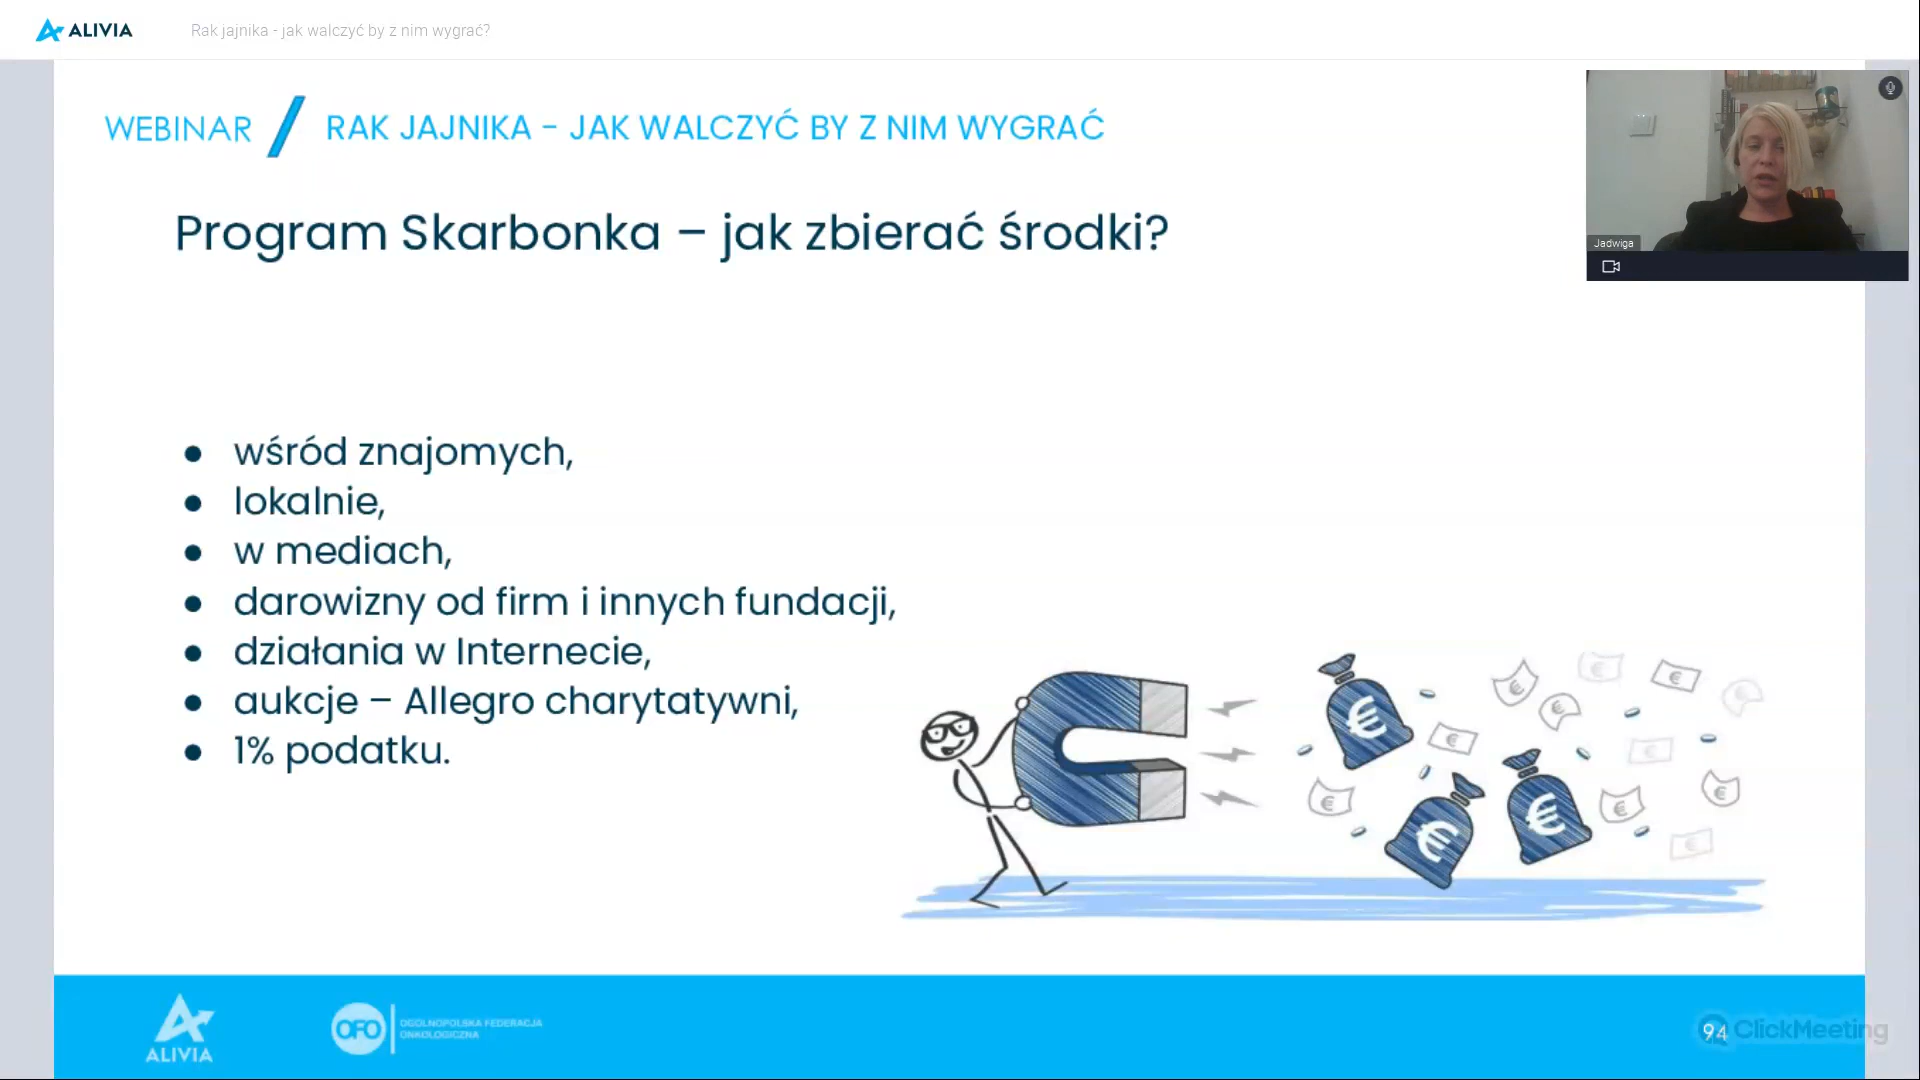 ALIVIA
Rak jajnika - jak walczyć by z nim wygrać?
WEBINAR / RAK JAJNIKA - JAK WALCZYĆ BY Z NIM WYGRAĆ
Jadwiga
Program Skarbonka – jak zbierać środki?
● wśród znajomych,
● lokalnie,
● w mediach,
● darowizny od firm i innych fundacji,
● działania w Internecie,
● aukcje – Allegro charytatywni,
● 1% podatku.
€
€
€
ALIVIA
OFO
OGÓLNOPOLSKA FEDERACJA
ONKOLOGICZNA
94
ClickMeeting